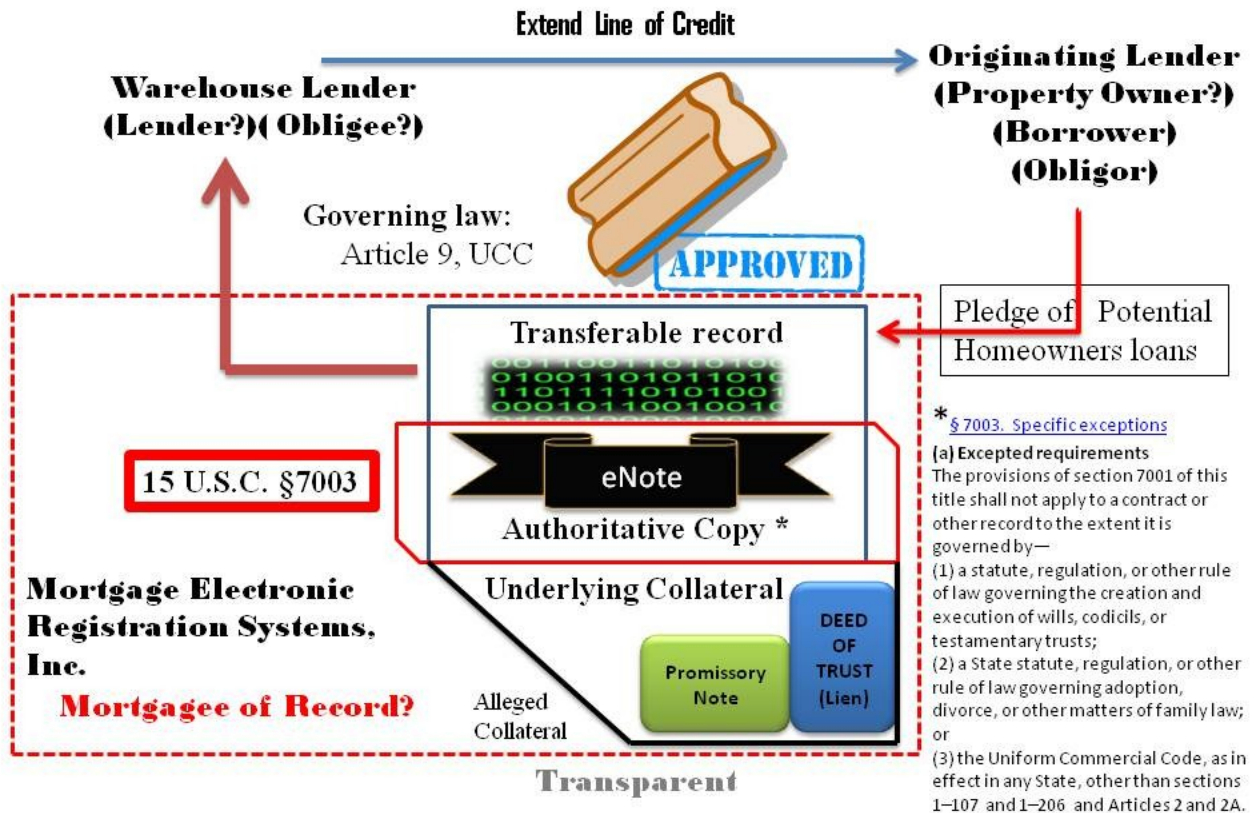 Extend Line of Credit
Warehouse Lender
(Lender?)( Obligee?)
Originating Lender
(Property Owner?)
(Borrower)
(Obligor)
Governing law:
Article 9, UCC
APPROVED
Pledge of Potential
Homeowners loans
Transferable record
00110011010100
01001101011010
11011110101001
00010110010010
15 U.S.C. §7003
eNote
Authoritative Copy *
Mortgage Electronic
Registration Systems,
Inc.
Mortgagee of Record?
Underlying Collateral
Alleged
Collateral
Promissory
Note
DEED
OF
TRUST
(Lien)
Transparent
* § 7003. Specific exceptions
(a) Excepted requirements
The provisions of section 7001 of this
title shall not apply to a contract or
other record to the extent it is
governed by—
(1) a statute, regulation, or other rule
of law governing the creation and
execution of wills, codicils, or
testamentary trusts;
(2) a State statute, regulation, or other
rule of law governing adoption,
divorce, or other matters of family law;
or
(3) the Uniform Commercial Code, as in
effect in any State, other than sections
1–107 and 1–206 and Articles 2 and 2A.